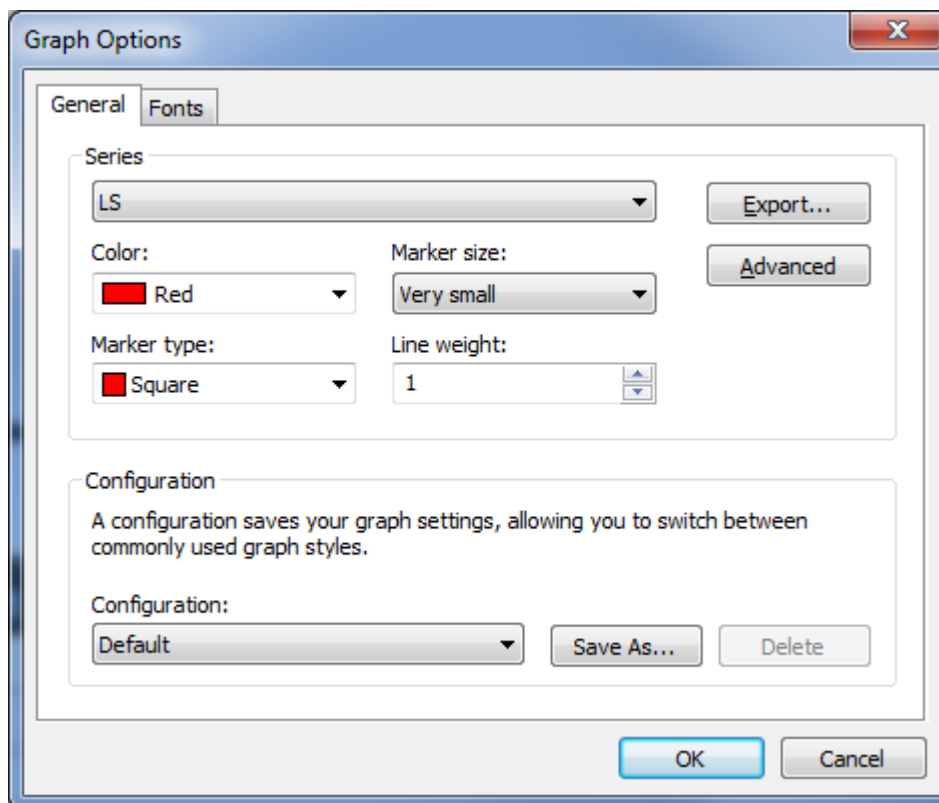 Graph Options
General Fonts
Series
LS
Export...
Color: Marker size:
Advanced
Red Very small
Marker type: Line weight:
Square 1
Configuration
A configuration saves your graph settings, allowing you to switch between
commonly used graph styles.
Configuration:
Default Save As... Delete
OK Cancel